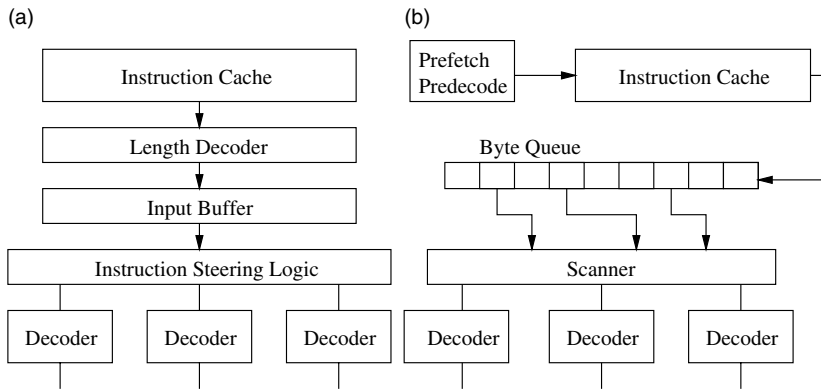 (a)
Instruction Cache
Length Decoder
Input Buffer
Instruction Steering Logic
Decoder
Decoder
Decoder
(b)
Prefetch
Predecode
Instruction Cache
Byte Queue
Scanner
Decoder
Decoder
Decoder